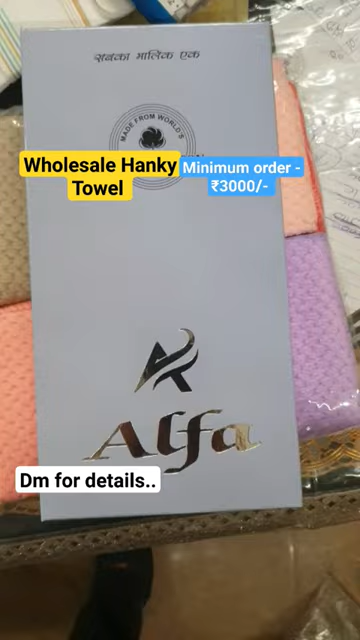 सबका मालिक एक
MADE FROM WORLD'S
Wholesale Hanky
Towel
Minimum order -
₹3000/-
Alfa
Dm for details..